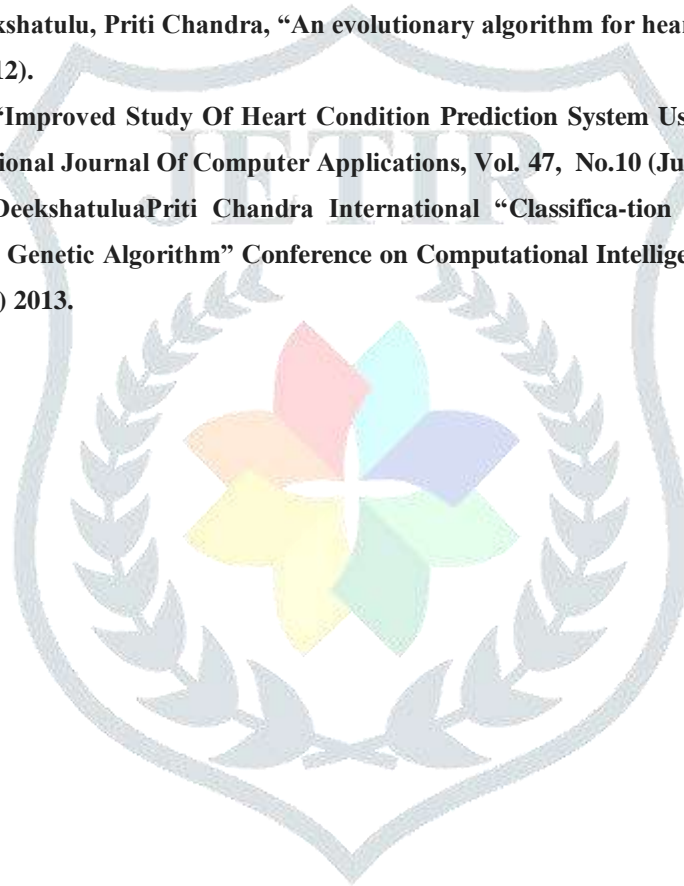 kshatulu, Priti Chandra, “An evolutionary algorithm for hear
12).
“Improved Study Of Heart Condition Prediction System Us
ional Journal Of Computer Applications, Vol. 47, No.10 (Ju
DeekshatuluaPriti Chandra International “Classifica-tion
Genetic Algorithm” Conference on Computational Intellige
) 2013.
JETIR